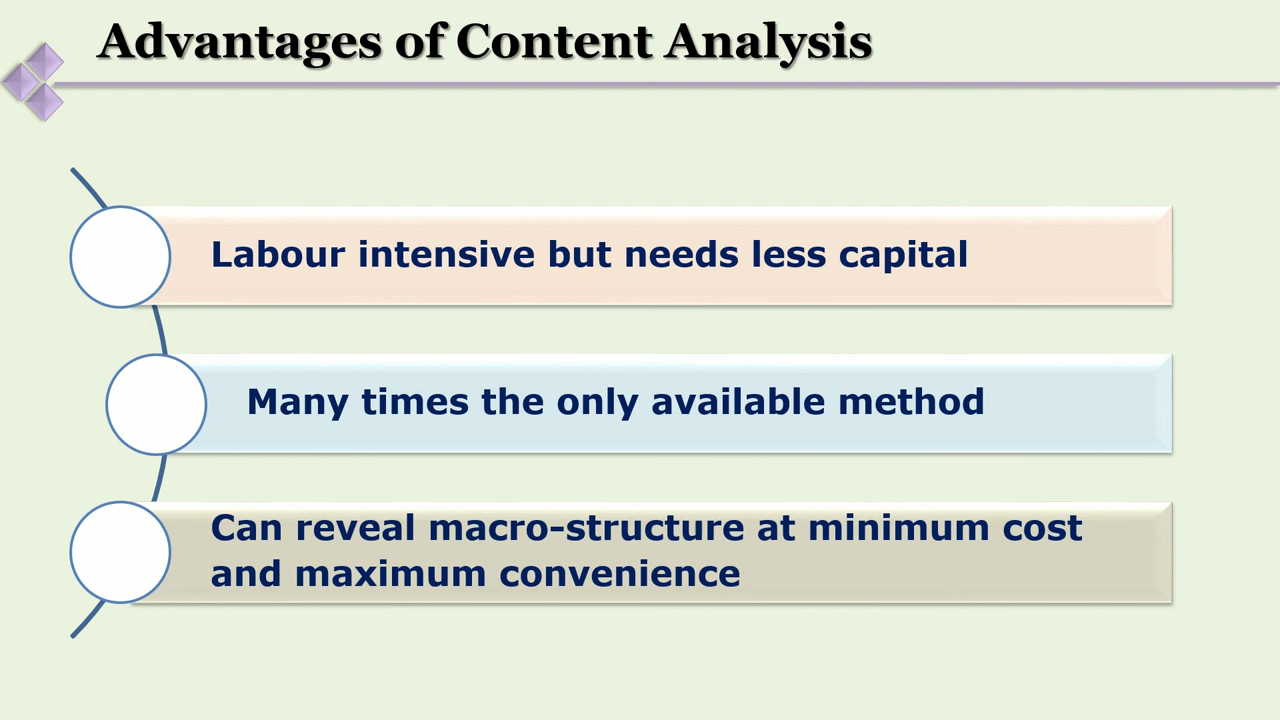 Advantages of Content Analysis
Labour intensive but needs less capital
Many times the only available method
Can reveal macro-structure at minimum cost
and maximum convenience